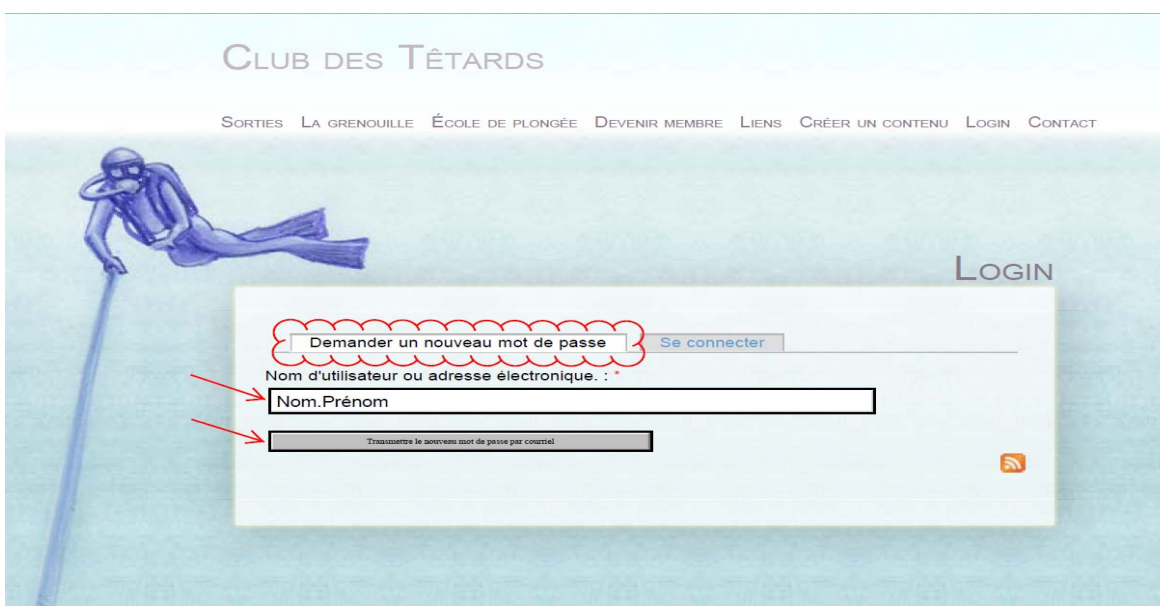 Club des Têtards
Sorties La grenouille École de plongée Devenir membre Liens Créer un contenu Login Contact
Login
Demander un nouveau mot de passe Se connecter
Nom d'utilisateur ou adresse électronique. : *
Nom.Prénom
Transmettre le nouveau mot de passe par courriel